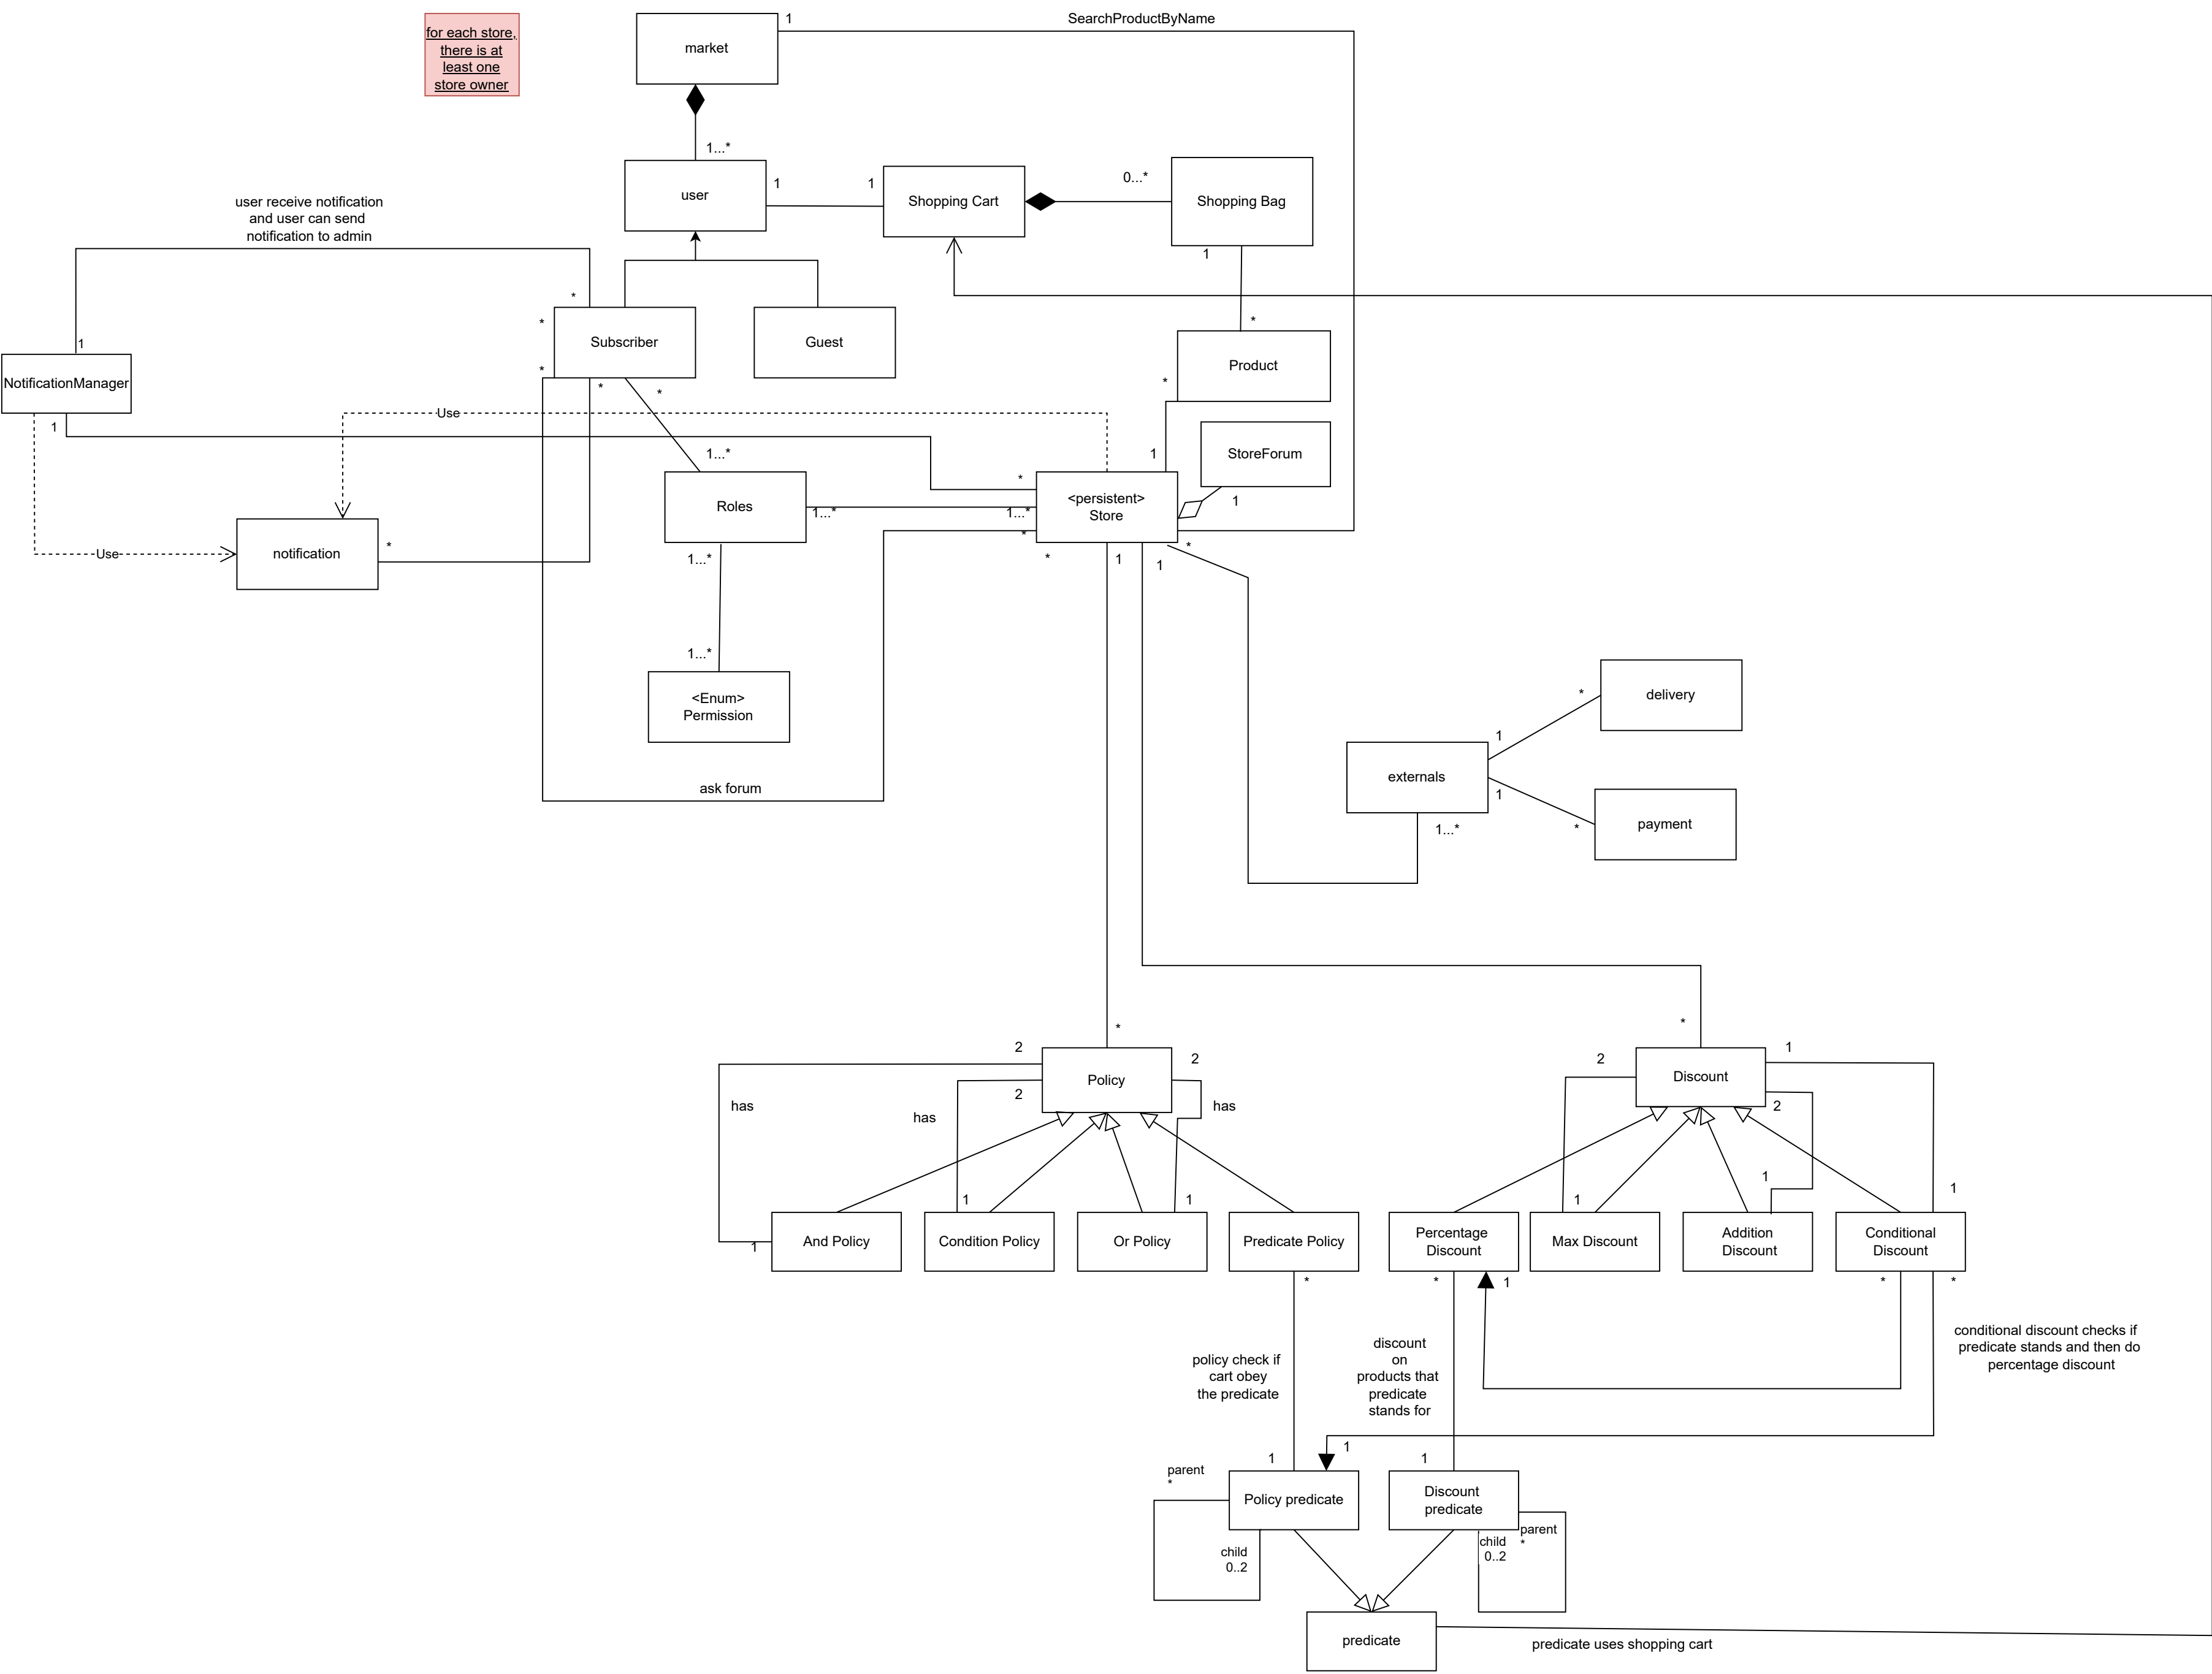 1
SearchProductByName
for each store,
there is at
least one
store owner
market
1...*
user
1
1
Shopping Cart
0...*
Shopping Bag
user receive notification
and user can send
notification to admin
1
*
*
*
Subscriber
Guest
*
Product
1
NotificationManager
*
*
*
*
Use
1
1...*
1
StoreForum
1
*
Roles
1...*
1...*
<persistent>
Store
*
*
*
1
1
notification
*
Use
1...*
1...*
<Enum>
Permission
ask forum
delivery
*
1
externals
1
*
payment
1...*
*
*
2
2
2
Policy
has
has
has
2
1
Discount
2
1
1
1
1
1
1
And Policy
Condition Policy
Or Policy
Predicate Policy
Percentage
Discount
Max Discount
Addition
Discount
Conditional
Discount
*
*
1
*
*
conditional discount checks if
predicate stands and then do
percentage discount
policy check if
cart obey
the predicate
discount
on
products that
predicate
stands for
1
1
1
parent
*
Policy predicate
Discount
predicate
child
0..2
child
0..2
parent
*
predicate
predicate uses shopping cart